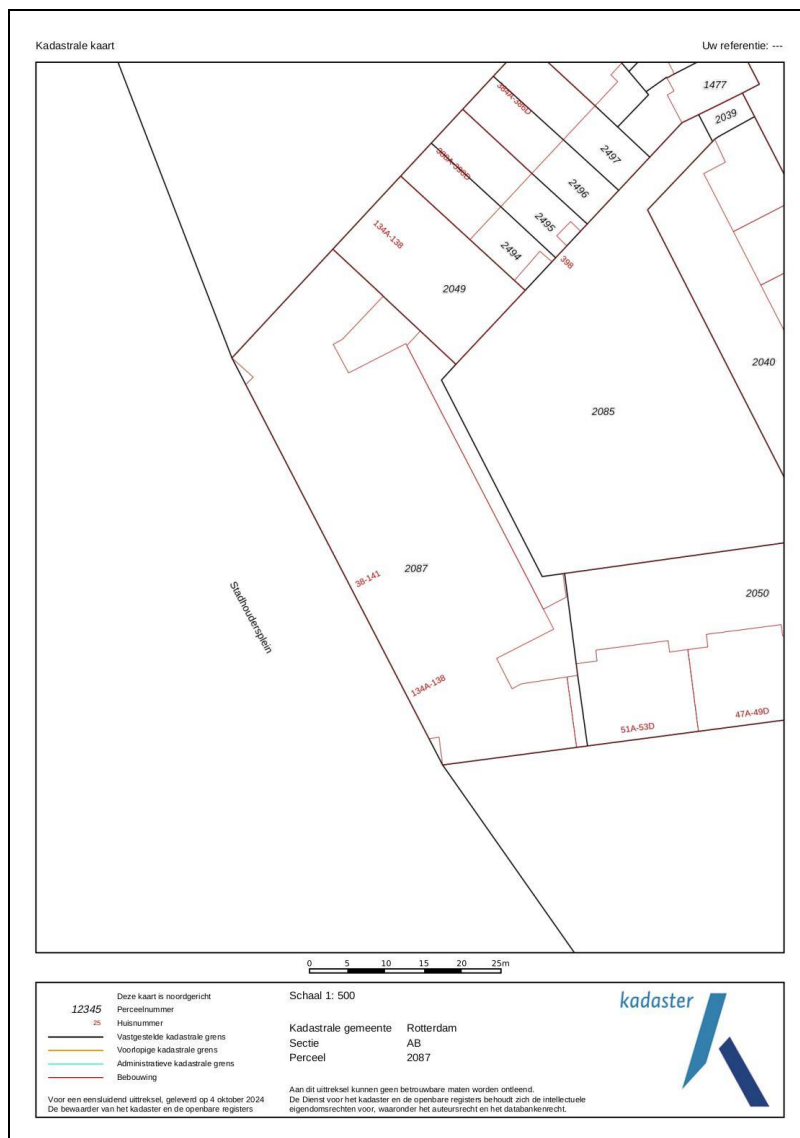 Kadastrale kaart
Uw referentie: ---
384A-386D
1477
2039
2497
388A-390D
2496
2495
134A-138
2494
398
2049
2040
2085
38-141
2087
2050
Stadhoudersplein
134A-138
51A-53D
47A-49D
0 5 10 15 20 25m
Deze kaart is noordgericht
12345 Perceelnummer
25 Huisnummer
Vastgestelde kadastrale grens
Voorlopige kadastrale grens
Administratieve kadastrale grens
Bebouwing
Voor een eensluidend uittreksel, geleverd op 4 oktober 2024
De bewaarder van het kadaster en de openbare registers
Schaal 1: 500
Kadastrale gemeente Rotterdam
Sectie AB
Perceel 2087
Aan dit uittreksel kunnen geen betrouwbare maten worden ontleend.
De Dienst voor het kadaster en de openbare registers behoudt zich de intellectuele
eigendomsrechten voor, waaronder het auteursrecht en het databankenrecht.
kadaster